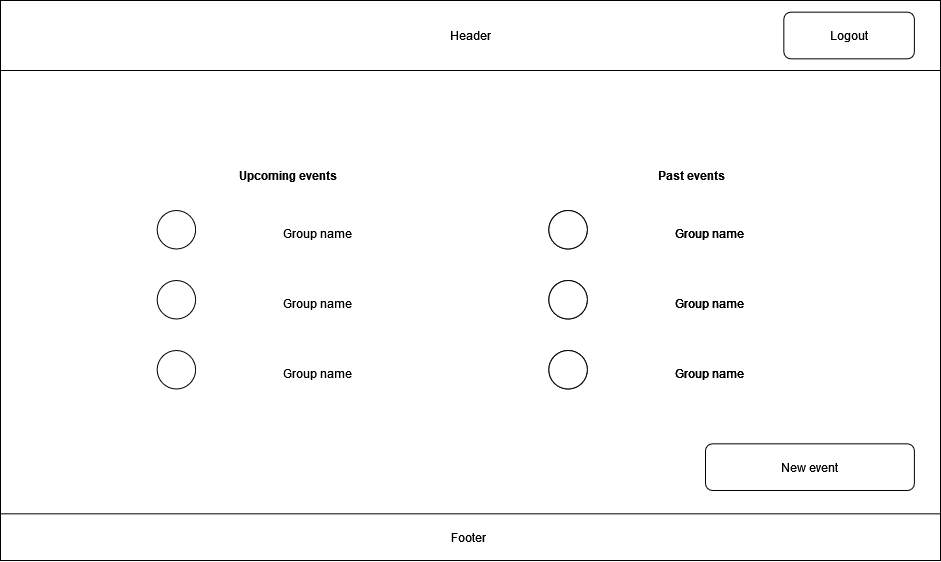 Header
Logout
Upcoming events
Past events
Group name
Group name
Group name
Group name
Group name
Group name
New event
Footer